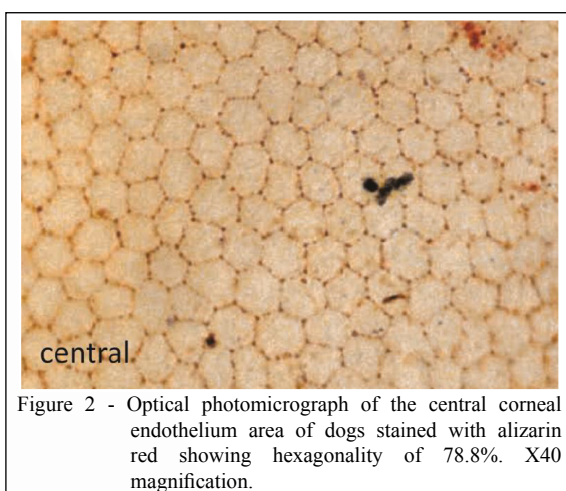 central
Figure 2 - Optical photomicrograph of the central corneal
endothelium area of dogs stained with alizarin
red showing hexagonality of 78.8%. X40
magnification.